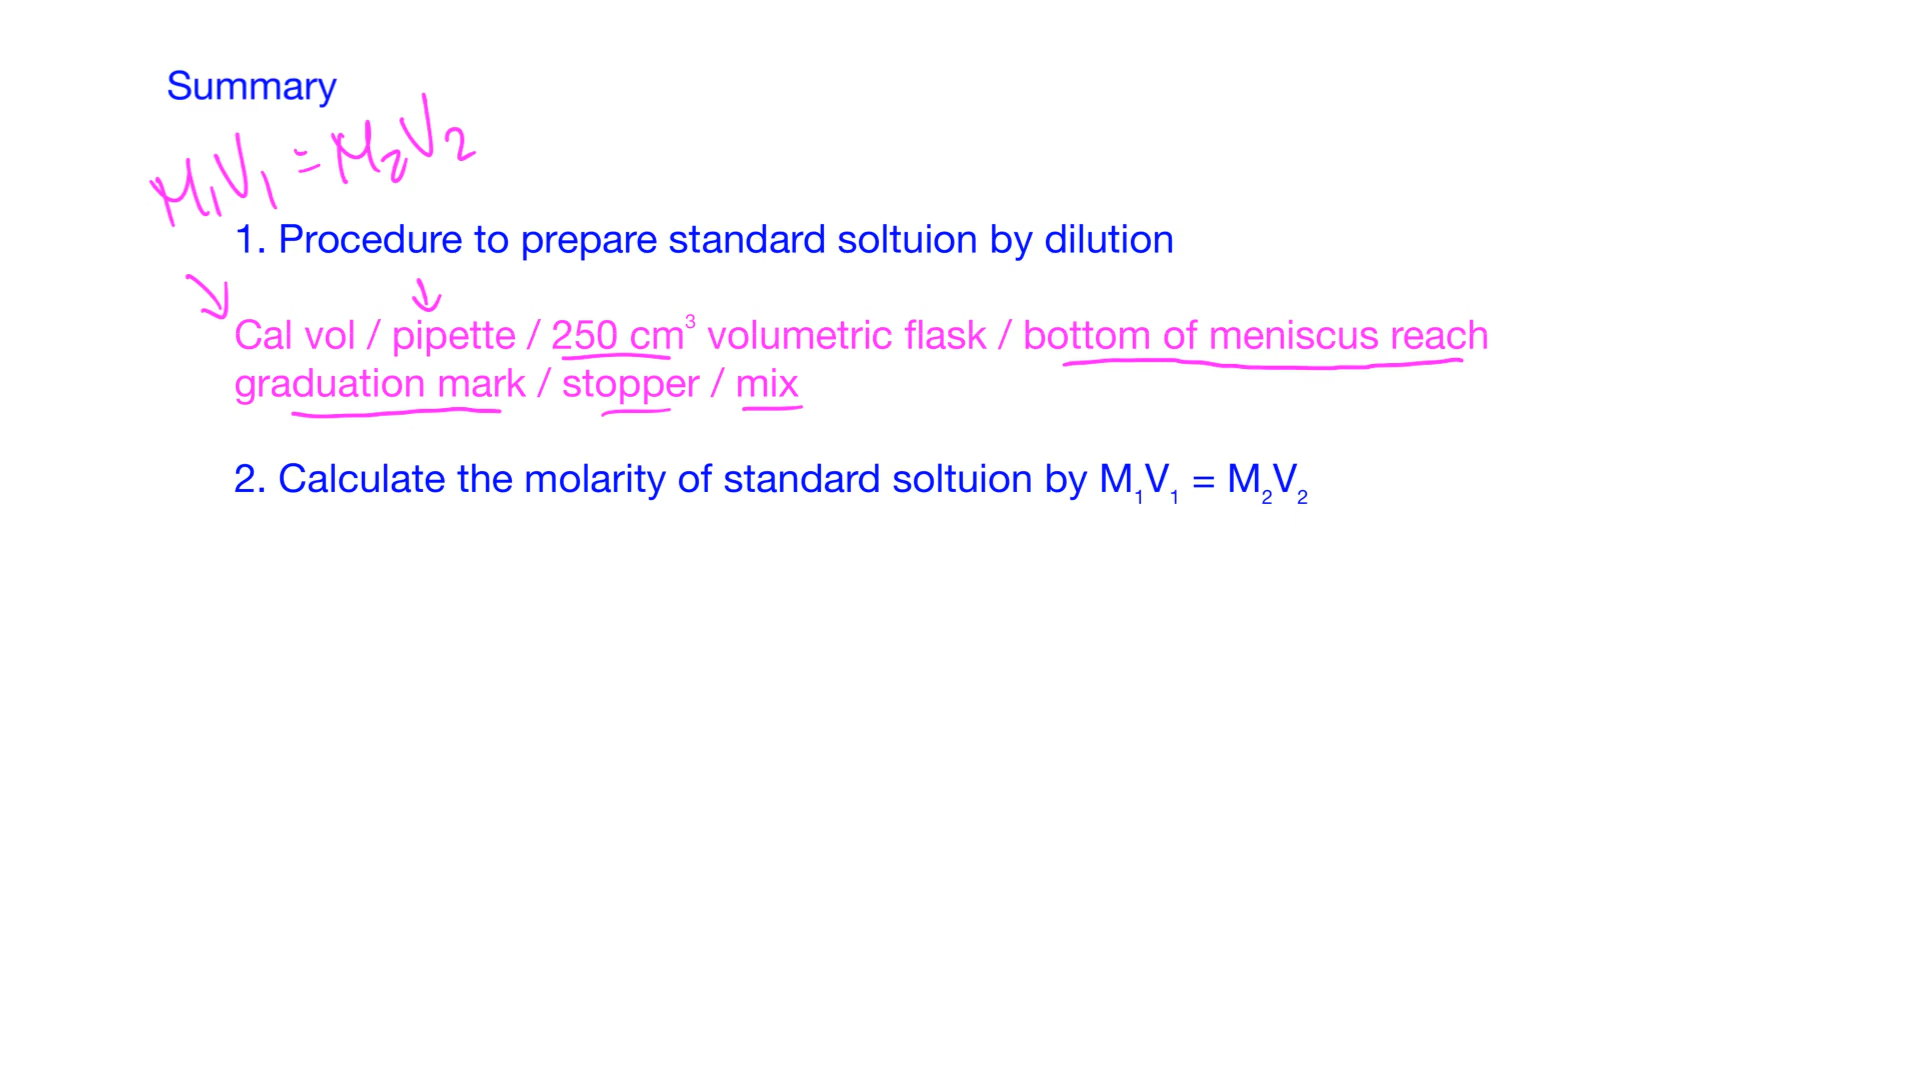 Summary
M₁V₁ = M₂V₂
1. Procedure to prepare standard soltuion by dilution
Cal vol / pipette / 250 cm³ volumetric flask / bottom of meniscus reach
graduation mark / stopper / mix
2. Calculate the molarity of standard soltuion by M₁V₁ = M₂V₂